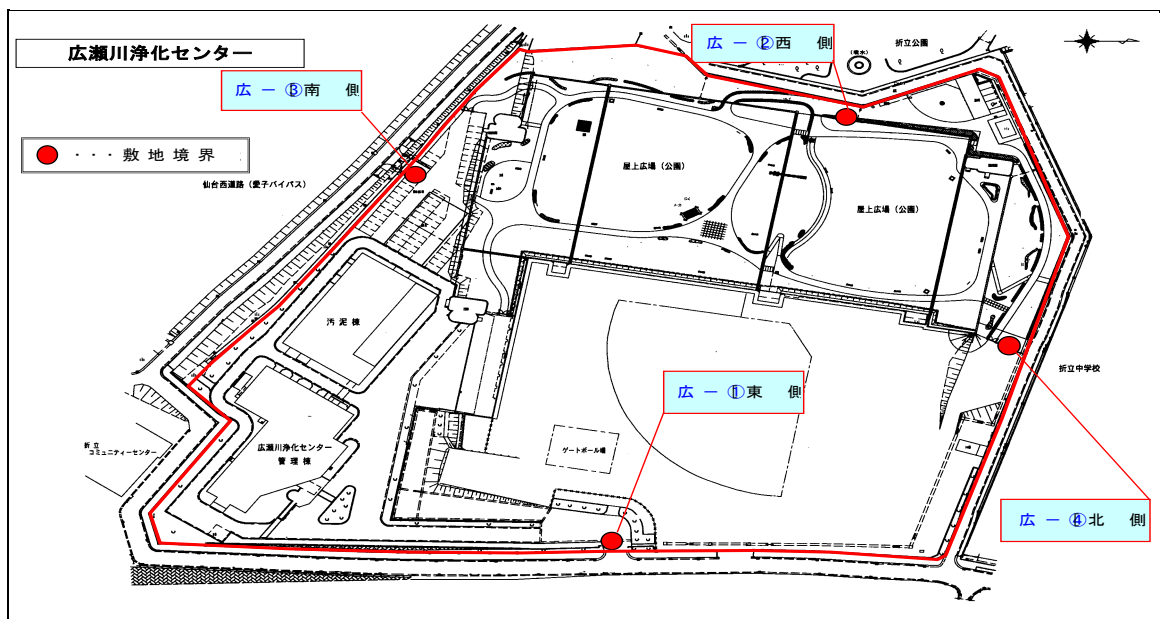 広瀬川浄化センター
広 － ②西 側
折立公園
(噴水)
広 － ③南 側
● ・・・敷地境界
仙台西道路（愛子バイパス）
屋上広場（公園）
屋上広場（公園）
汚泥棟
折立中学校
広 － ①東 側
折立
コミュニティーセンター
広瀬川浄化センター
管理棟
ゲートボール場
広 － ④北 側